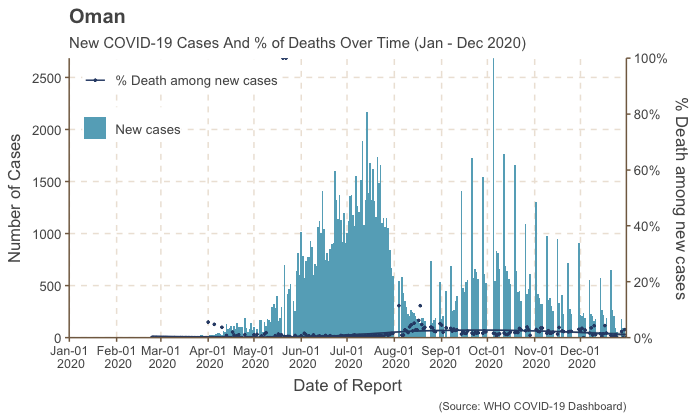 Oman
New COVID-19 Cases And % of Deaths Over Time (Jan - Dec 2020)
% Death among new cases
New cases
Number of Cases
2500
2000
1500
1000
500
0
100%
80%
60%
40%
20%
0%
% Death among new cases
Jan-01 Feb-01 Mar-01 Apr-01 May-01 Jun-01 Jul-01 Aug-01 Sep-01 Oct-01 Nov-01 Dec-01
2020 2020 2020 2020 2020 2020 2020 2020 2020 2020 2020 2020
Date of Report
(Source: WHO COVID-19 Dashboard)